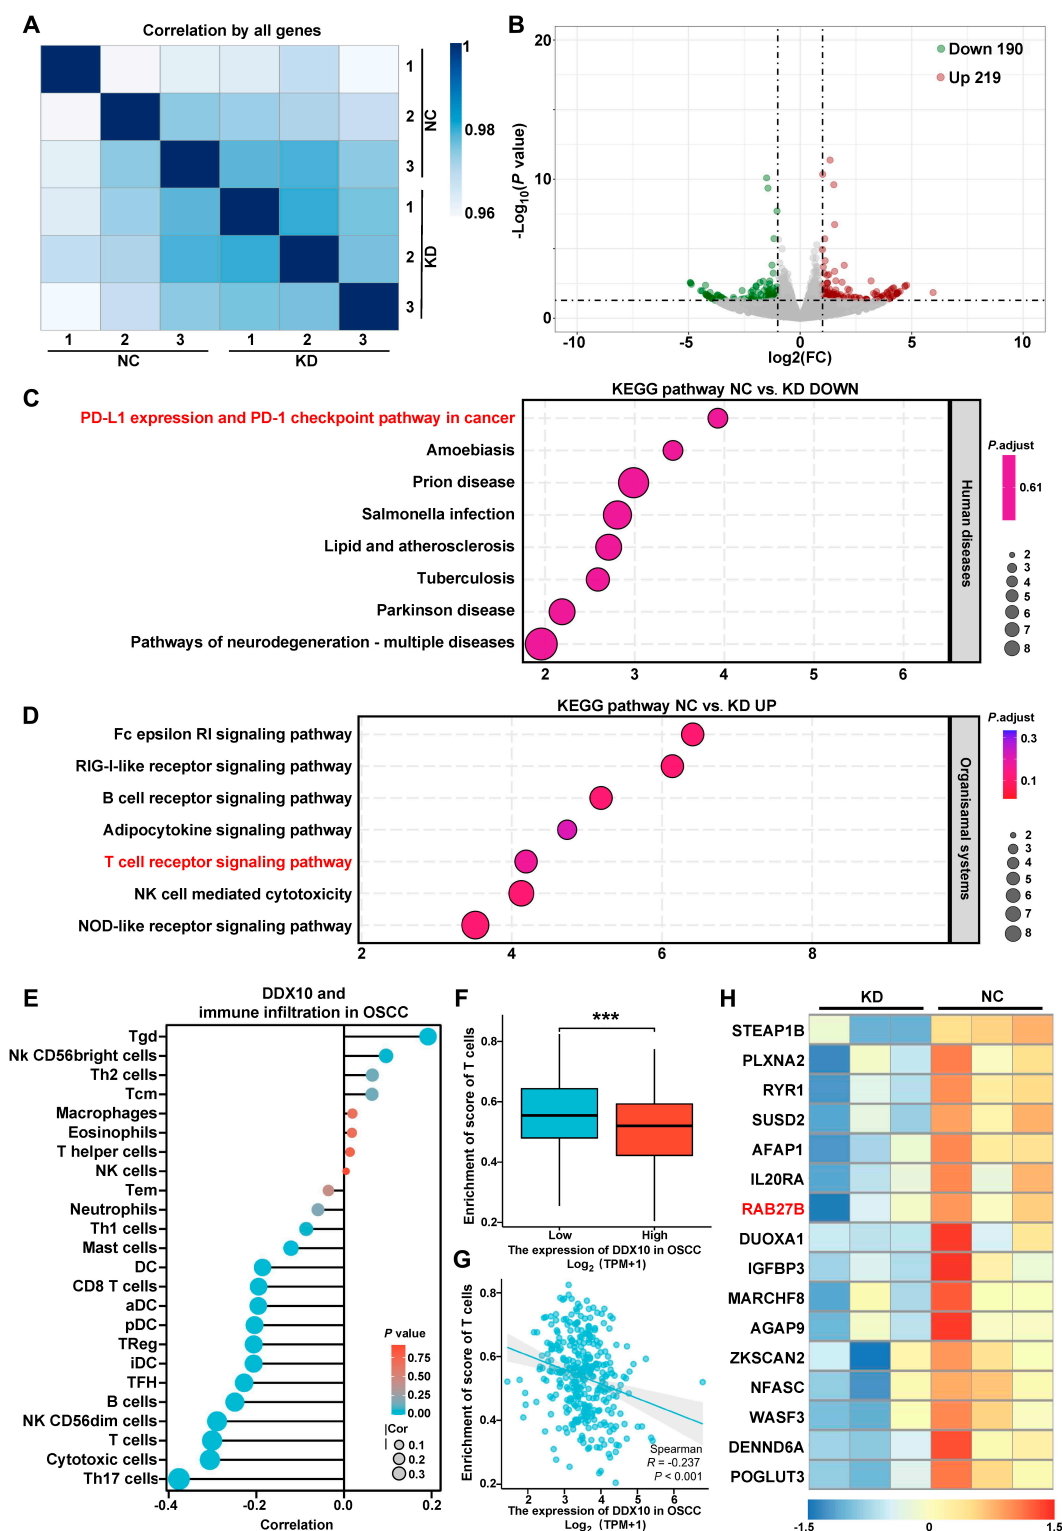 A
Correlation by all genes
1
2
3
NC
1
2
3
KD
1 2 3 1 2 3
NC KD
1
0.98
0.96
B
Down 190
Up 219
-Log10(P value)
20
10
0
-10 -5 0 5 10
log2(FC)
C
KEGG pathway NC vs. KD DOWN
PD-L1 expression and PD-1 checkpoint pathway in cancer
Amoebiasis
Prion disease
Salmonella infection
Lipid and atherosclerosis
Tuberculosis
Parkinson disease
Pathways of neurodegeneration - multiple diseases
2 3 4 5 6
Human diseases
P.adjust
0.61
2
3
4
5
6
7
8
D
KEGG pathway NC vs. KD UP
Fc epsilon RI signaling pathway
RIG-I-like receptor signaling pathway
B cell receptor signaling pathway
Adipocytokine signaling pathway
T cell receptor signaling pathway
NK cell mediated cytotoxicity
NOD-like receptor signaling pathway
2 4 6 8
Organisamal systems
P.adjust
0.3
0.1
2
3
4
5
6
7
8
E
DDX10 and
immune infiltration in OSCC
Tgd
Nk CD56bright cells
Th2 cells
Tcm
Macrophages
Eosinophils
T helper cells
NK cells
Tem
Neutrophils
Th1 cells
Mast cells
DC
CD8 T cells
aDC
pDC
TReg
iDC
TFH
B cells
NK CD56dim cells
T cells
Cytotoxic cells
Th17 cells
-0.4 -0.2 0.0 0.2
Correlation
P value
0.75
0.50
0.25
0.00
|Cor
|
0.1
0.2
0.3
F
Enrichment of score of T cells
0.8
0.6
0.4
0.2
***
Low High
The expression of DDX10 in OSCC
Log2 (TPM+1)
G
Enrichment of score of T cells
0.8
0.6
0.4
0.2
Spearman
R = -0.237
P < 0.001
2 3 4 5 6
The expression of DDX10 in OSCC
Log2 (TPM+1)
H
KD NC
STEAP1B
PLXNA2
RYR1
SUSD2
AFAP1
IL20RA
RAB27B
DUOXA1
IGFBP3
MARCHF8
AGAP9
ZKSCAN2
NFASC
WASF3
DENND6A
POGLUT3
-1.5 0 1.5